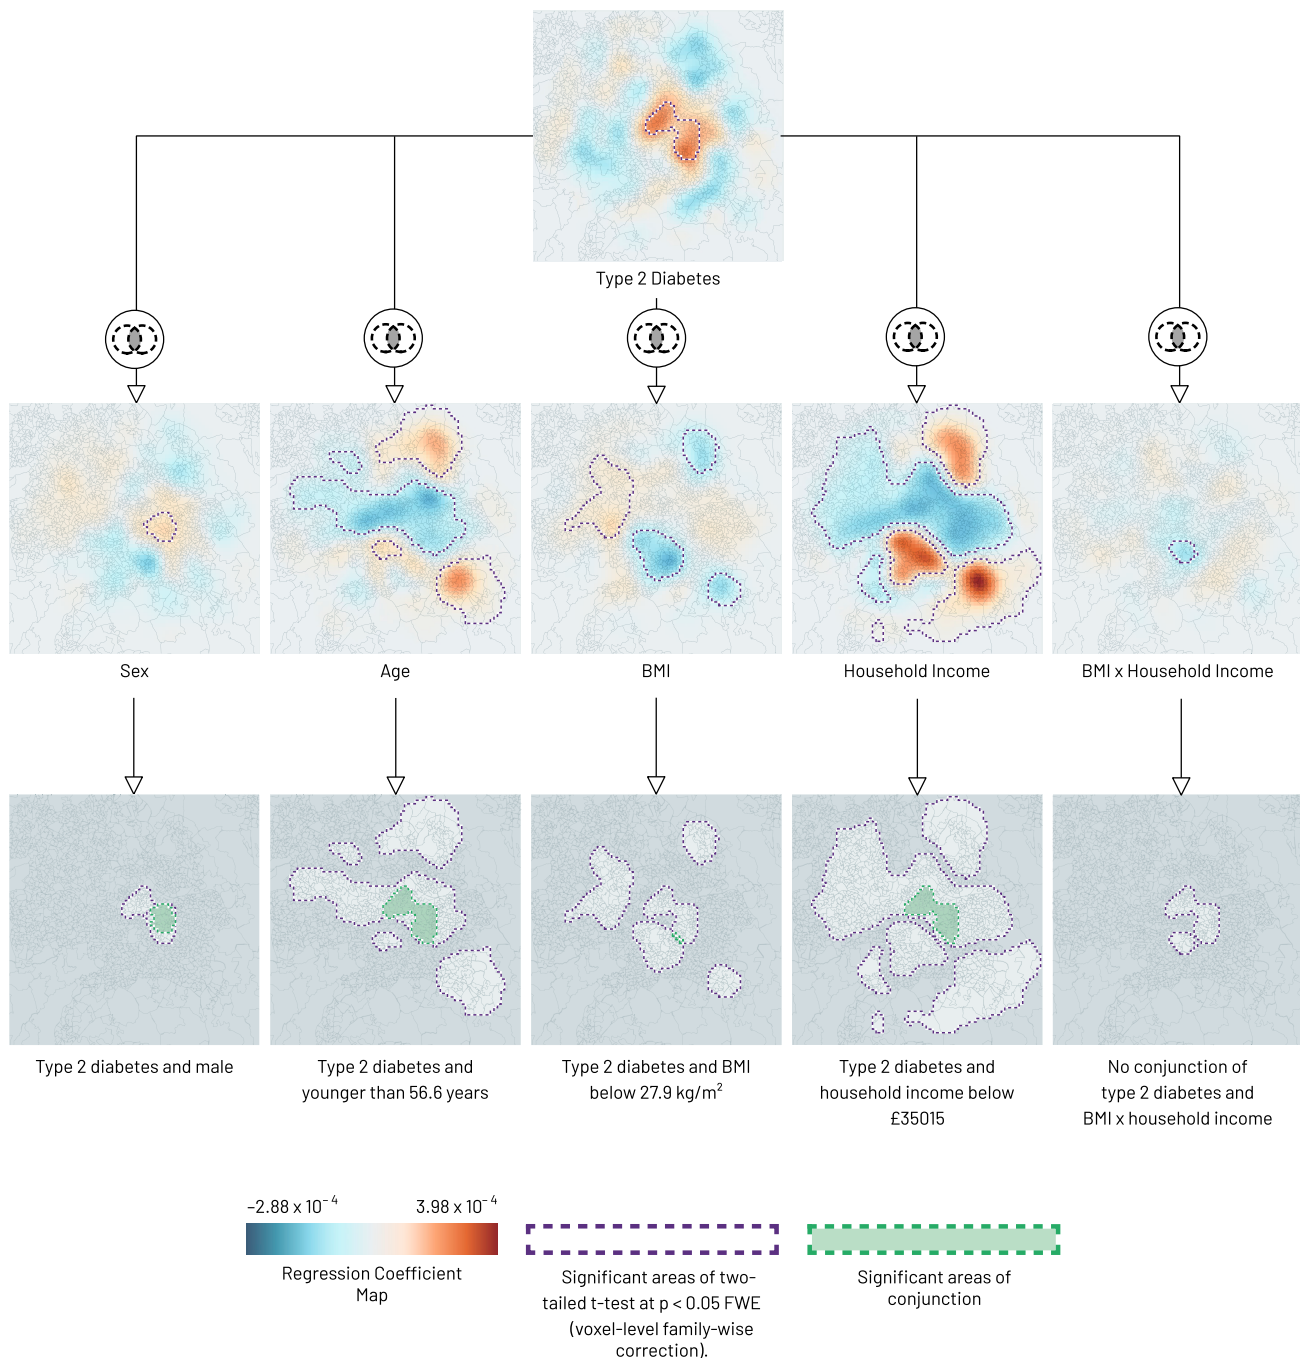 Type 2 Diabetes
Sex
Age
BMI
Household Income
BMI x Household Income
Type 2 diabetes and male
Type 2 diabetes and
younger than 56.6 years
Type 2 diabetes and BMI
below 27.9 kg/m²
Type 2 diabetes and
household income below
£35015
No conjunction of
type 2 diabetes and
BMI x household income
−2.88 x 10⁻⁴
3.98 x 10⁻⁴
Regression Coefficient
Map
Significant areas of two-
tailed t-test at p < 0.05 FWE
(voxel-level family-wise
correction).
Significant areas of
conjunction